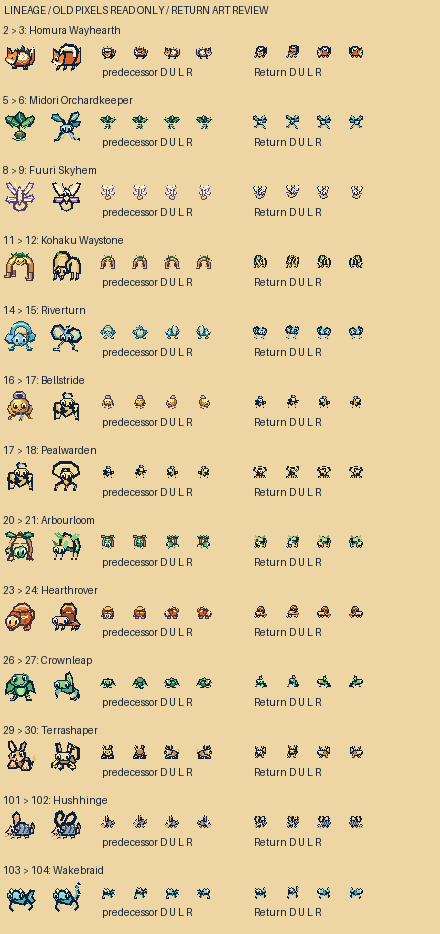 LINEAGE / OLD PIXELS READ ONLY / RETURN ART REVIEW
2 > 3: Homura Wayhearth
predecessor D U L R Return D U L R
5 > 6: Midori Orchardkeeper
predecessor D U L R Return D U L R
8 > 9: Fuuri Skyhem
predecessor D U L R Return D U L R
11 > 12: Kohaku Waystone
predecessor D U L R Return D U L R
14 > 15: Riverturn
predecessor D U L R Return D U L R
16 > 17: Bellstride
predecessor D U L R Return D U L R
17 > 18: Pealwarden
predecessor D U L R Return D U L R
20 > 21: Arbourloom
predecessor D U L R Return D U L R
23 > 24: Hearthrover
predecessor D U L R Return D U L R
26 > 27: Crownleap
predecessor D U L R Return D U L R
29 > 30: Terrashaper
predecessor D U L R Return D U L R
101 > 102: Hushhinge
predecessor D U L R Return D U L R
103 > 104: Wakebraid
predecessor D U L R Return D U L R